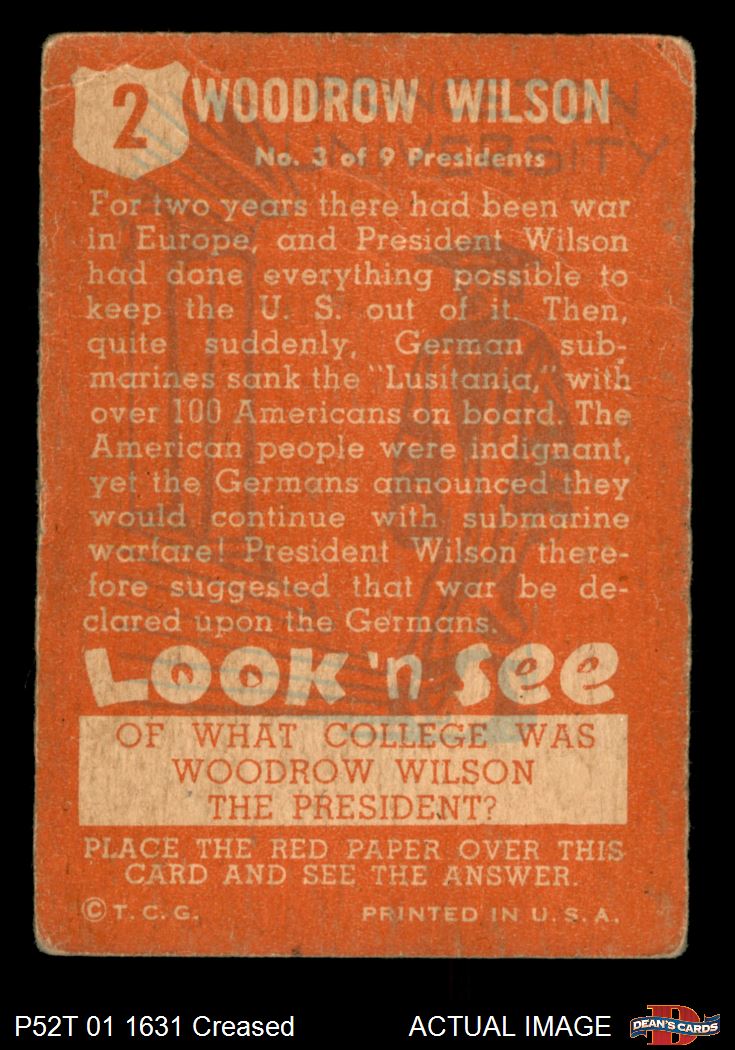 2
WOODROW WILSON
No. 3 of 9 Presidents
PRINCETON
UNIVERSITY
For two years there had been war
in Europe, and President Wilson
had done everything possible to
keep the U. S. out of it. Then,
quite suddenly, German sub-
marines sank the "Lusitania," with
over 100 Americans on board. The
American people were indignant,
yet the Germans announced they
would continue with submarine
warfare! President Wilson there-
fore suggested that war be de-
clared upon the Germans.
LOOK 'n SEE
OF WHAT COLLEGE WAS
WOODROW WILSON
THE PRESIDENT?
PLACE THE RED PAPER OVER THIS
CARD AND SEE THE ANSWER.
© T. C. G. PRINTED IN U. S. A.
P52T 01 1631 Creased ACTUAL IMAGE DEAN'S CARDS